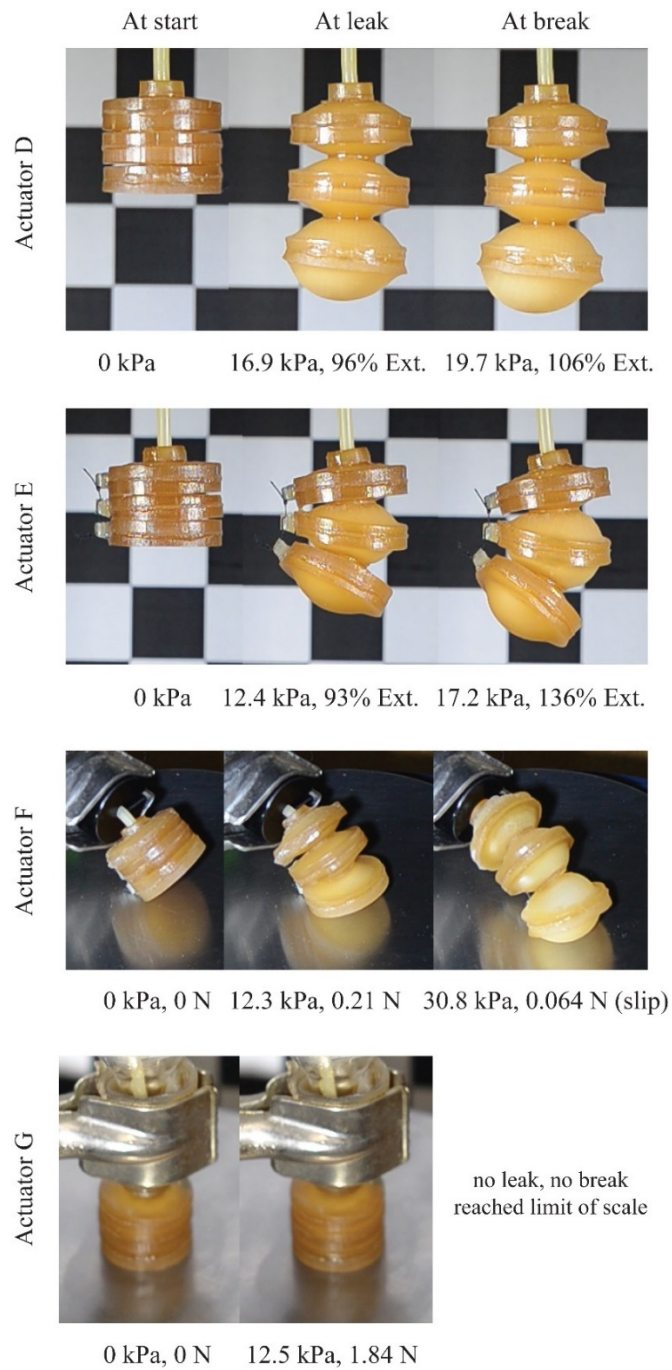 At start At leak At break
Actuator D
0 kPa 16.9 kPa, 96% Ext. 19.7 kPa, 106% Ext.
Actuator E
0 kPa 12.4 kPa, 93% Ext. 17.2 kPa, 136% Ext.
Actuator F
0 kPa, 0 N 12.3 kPa, 0.21 N 30.8 kPa, 0.064 N (slip)
Actuator G
no leak, no break
reached limit of scale
0 kPa, 0 N 12.5 kPa, 1.84 N